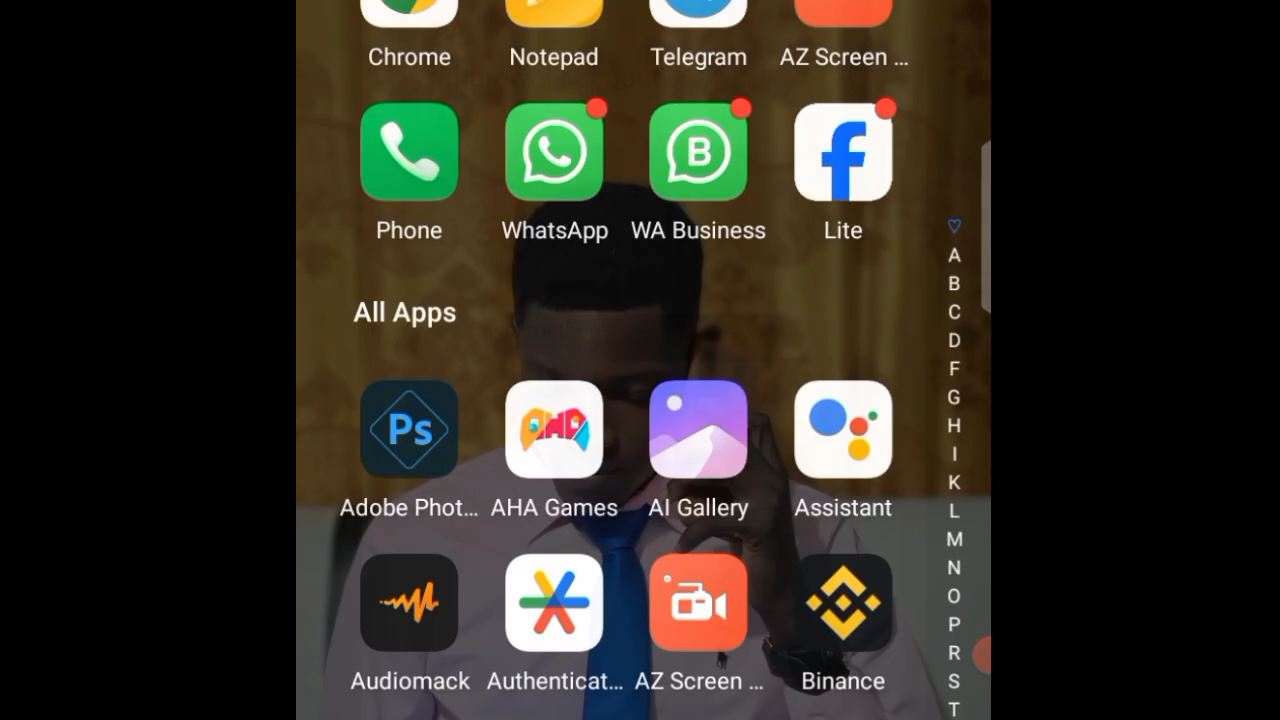 Chrome Notepad Telegram AZ Screen ...
Phone WhatsApp WA Business Lite
All Apps
Ps
Adobe Phot... AHA Games AI Gallery Assistant
Audiomack Authenticat... AZ Screen ... Binance
A
B
C
D
F
G
H
I
K
L
M
N
O
P
R
S
T